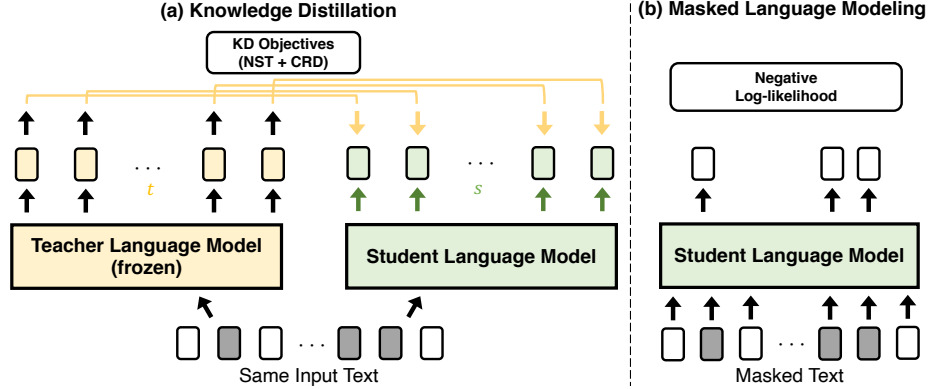 (a) Knowledge Distillation
KD Objectives
(NST + CRD)
. . .
t
. . .
s
Teacher Language Model
(frozen)
Student Language Model
. . .
Same Input Text
(b) Masked Language Modeling
Negative
Log-likelihood
Student Language Model
. . .
Masked Text